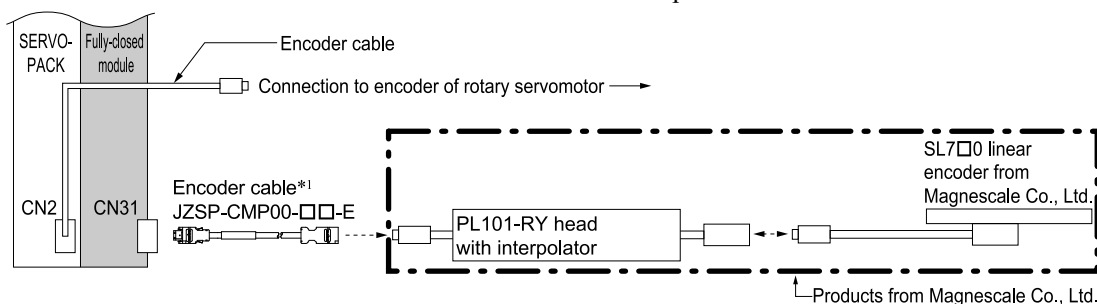 SERVO-
PACK
Fully-closed
module
Encoder cable
Connection to encoder of rotary servomotor
CN2
CN31
Encoder cable*1
JZSP-CMP00-□□-E
PL101-RY head
with interpolator
SL7□0 linear
encoder from
Magnescale Co., Ltd.
Products from Magnescale Co., Ltd.